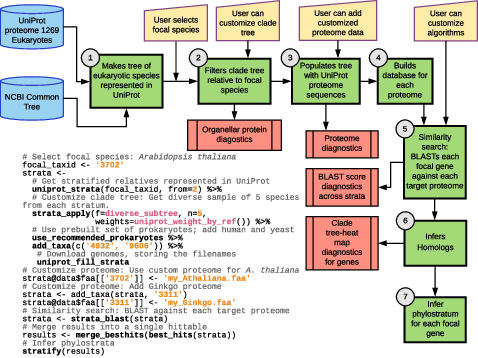 UniProt
proteome 1269
Eukaryotes
NCBI Common
Tree
User selects
focal species
User can
customize clade
tree
User can add
customized
proteome data
User can
customize
algorithms
1
Makes tree of
eukaryotic species
represented in
UniProt
2
Filters clade tree
relative to focal
species
3
Populates tree
with UniProt
proteome
sequences
4
Builds
database for
each
proteome
Organellar protein
diagostics
Proteome
diagnostics
BLAST score
diagnostics
across strata
Clade
tree-heat
map
diagnostics
for genes
5
Similarity
search:
BLASTs each
focal gene
against each
target proteome
6
Infers
Homologs
7
Infer
phylostratum
for each focal
gene
# Select focal species: Arabidopsis thaliana
focal_taxid <- '3702'
strata <-
# Get stratified relatives represented in UniProt
uniprot_strata(focal_taxid, from=2) %>%
# Customize clade tree: Get diverse sample of 5 species
from each stratum.
strata_apply(f=diverse_subtree, n=5,
weights=uniprot_weight_by_ref()) %>%
# Use prebuilt set of prokaryotes; add human and yeast
use_recommended_prokaryotes %>%
add_taxa(c('4932', '9606')) %>%
# Download genomes, storing the filenames
uniprot_fill_strata
# Customize proteome: Use custom proteome for A. thaliana
strata@data$faa[['3702']] <- 'my_Athaliana.faa'
# Customize proteome: Add Ginkgo proteome
strata <- add_taxa(strata, '3311')
strata@data$faa[['3311']] <- 'my_Ginkgo.faa'
# Similarity search: BLAST against each target proteome
strata <- strata_blast(strata)
# Merge results into a single hittable
results <- merge_besthits(best_hits(strata))
# Infer phylostrata
stratify(results)